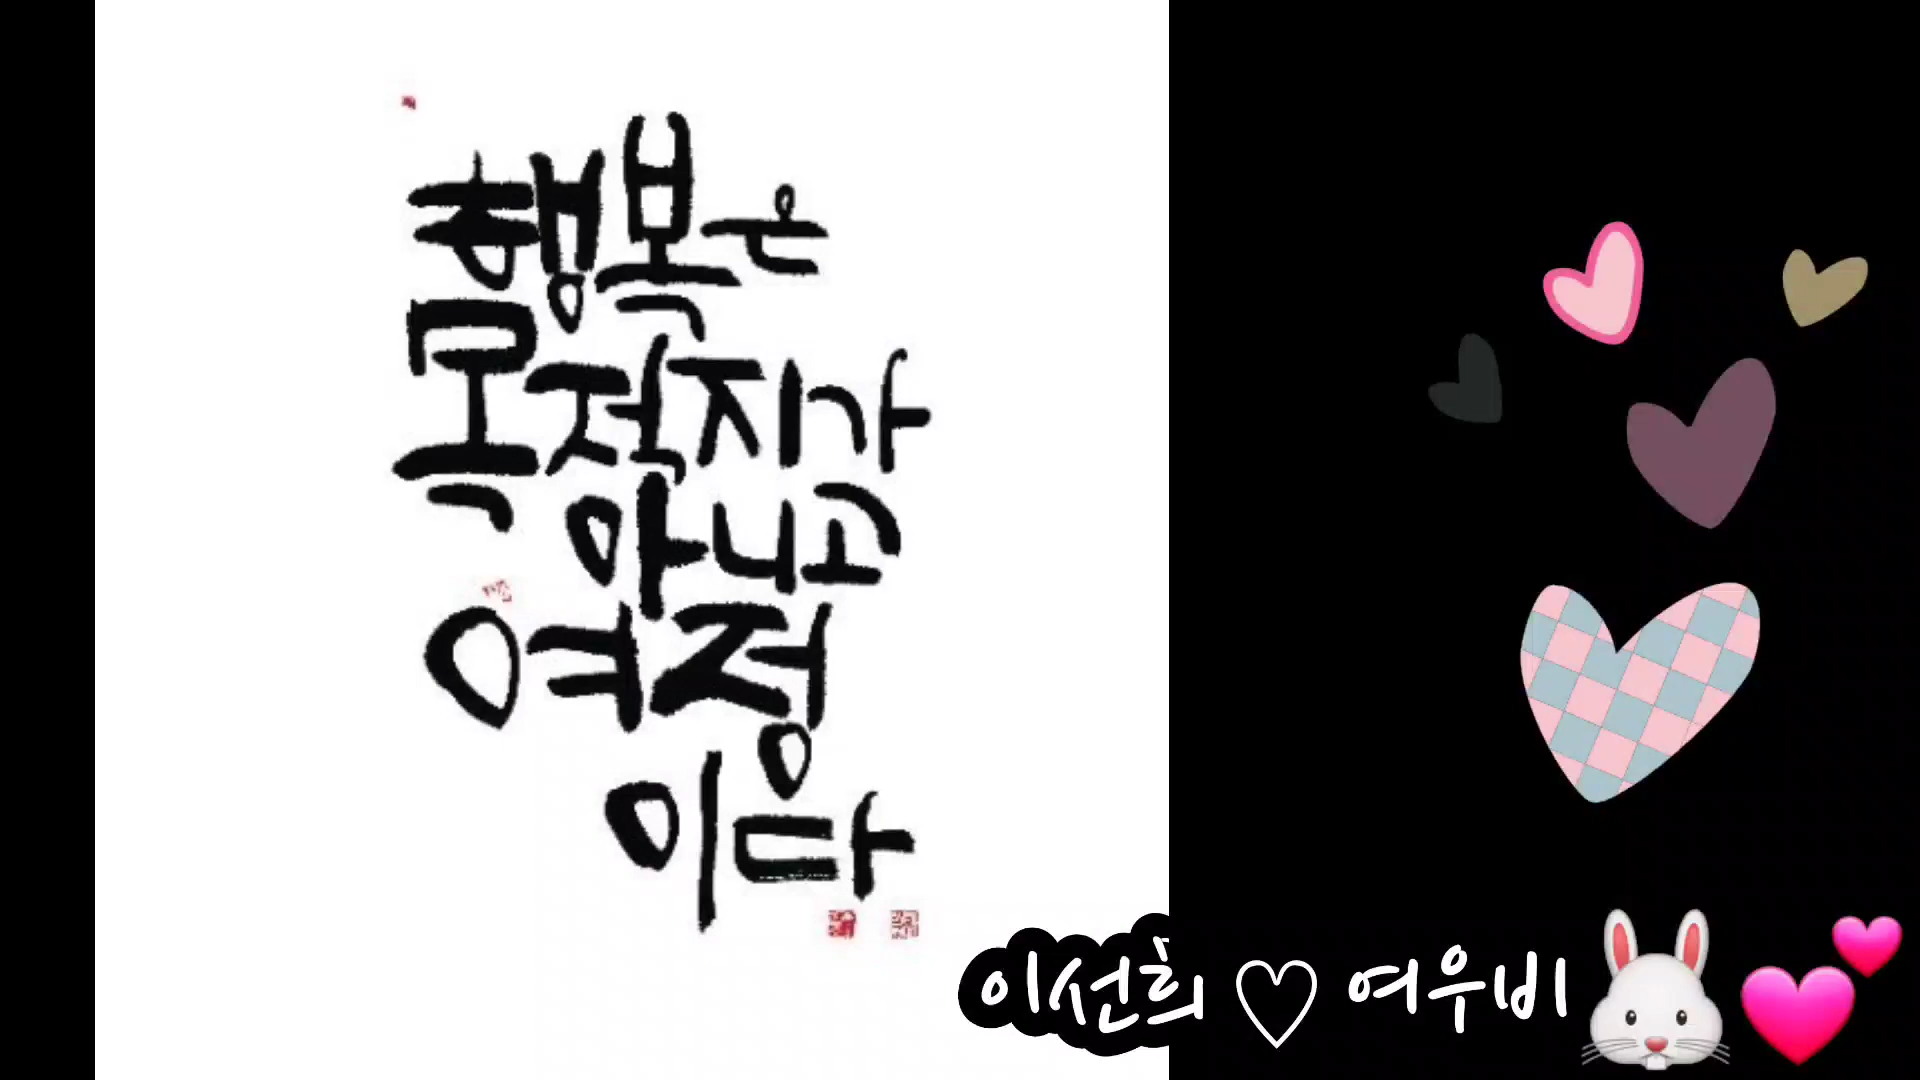 행복은
목적지가
아니고
여정
이다
이선희 ♡ 여우비 🐰 💕